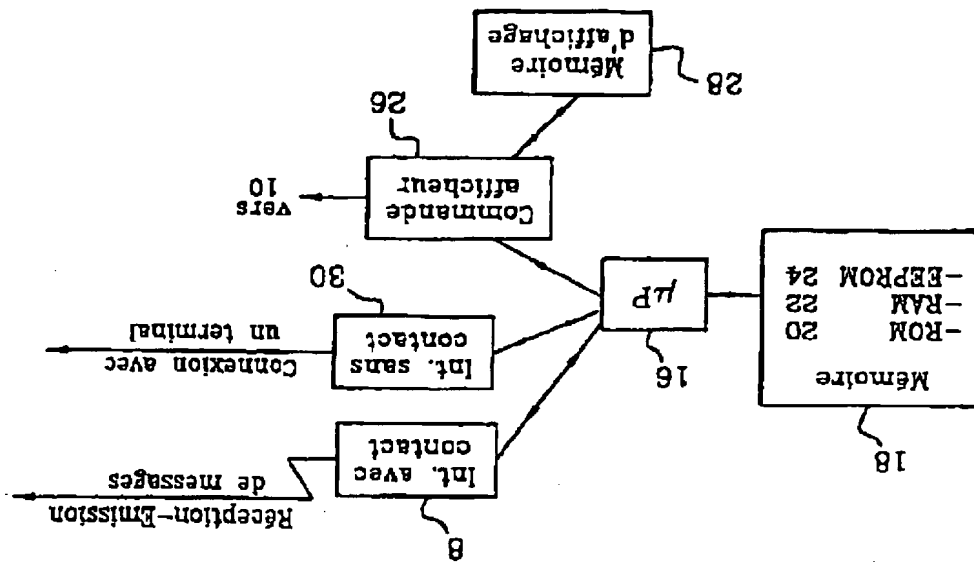 8
Réception-Emission
de messages
Int. avec
contact
18
Mémoire
-ROM 20
-RAM 22
-EEPROM 24
16
µP
Int. sans
contact
30
Connexion avec
un terminal
Commande
afficheur
26
vers
10
Mémoire
d'affichage
28